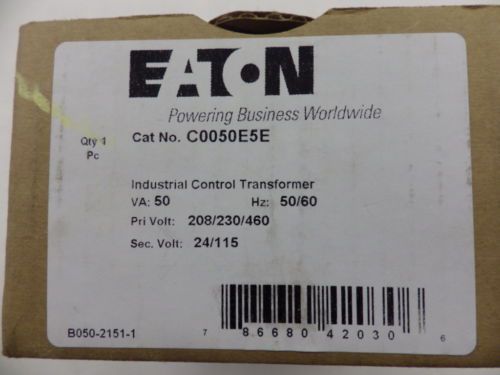 EATON
Powering Business Worldwide
Qty 1
Pc
Cat No. C0050E5E
Industrial Control Transformer
VA: 50 Hz: 50/60
Pri Volt: 208/230/460
Sec. Volt: 24/115
B050-2151-1
7 86680 42030 6